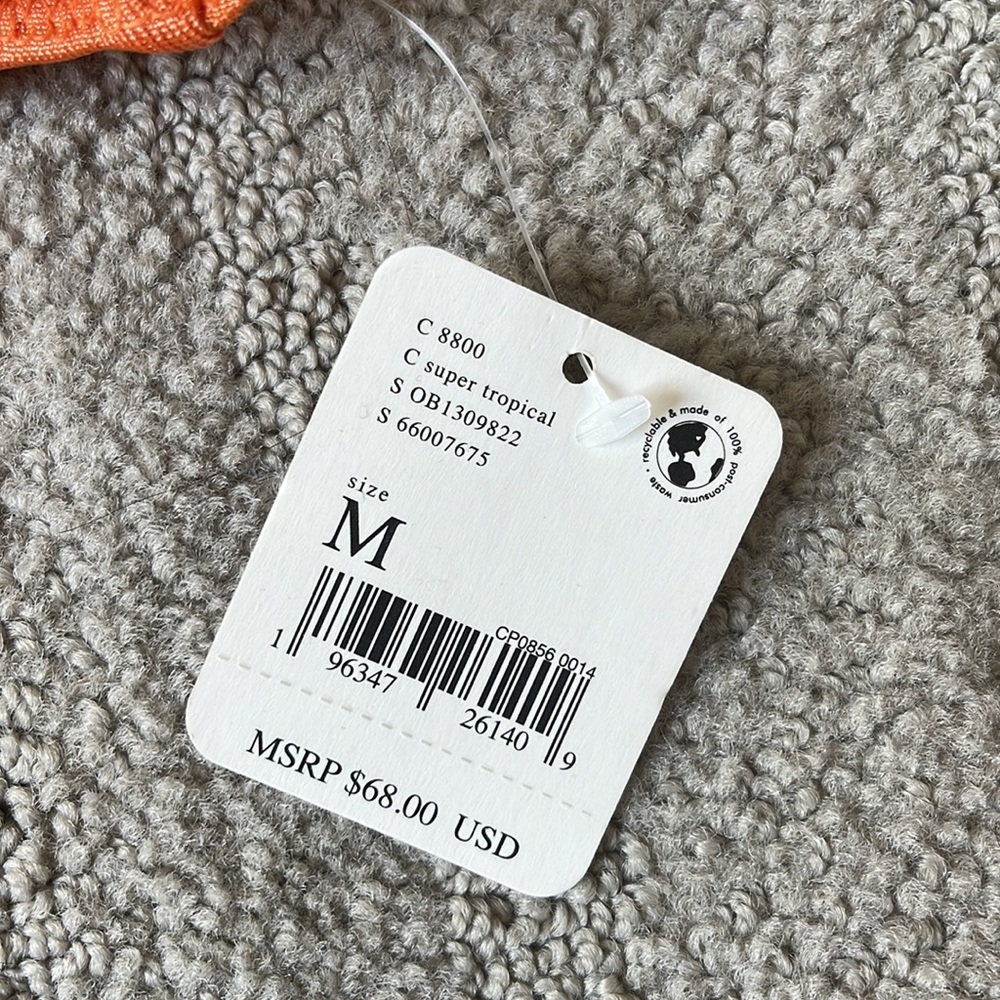 C 8800
C super tropical
S OB1309822
S 66007675
recyclable & made of 100% post-consumer waste •
size
M
CP0856 0014
1 96347 26140 9
MSRP $68.00 USD